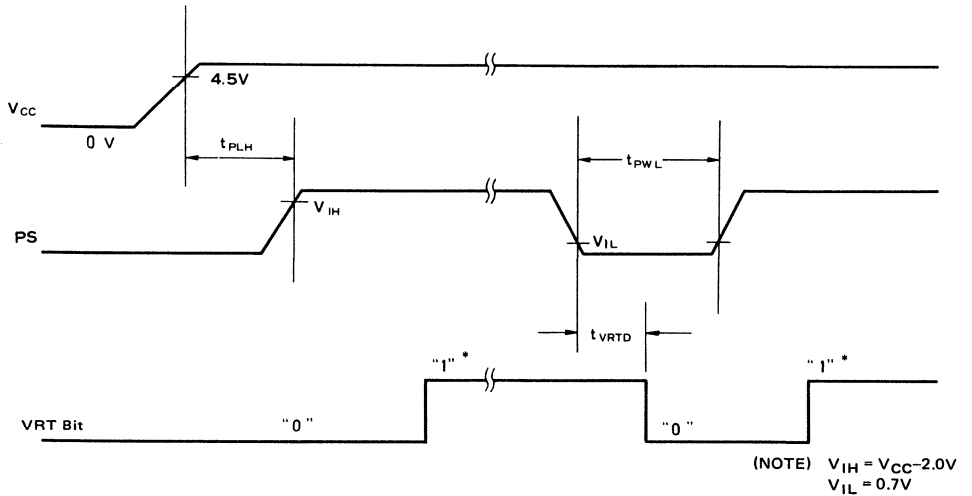 4.5V
VCC
0 V
tPLH
tPWL
VIH
PS
VIL
tVRTD
"1" *
"1" *
VRT Bit
"0"
"0"
(NOTE) VIH = VCC–2.0V
VIL = 0.7V